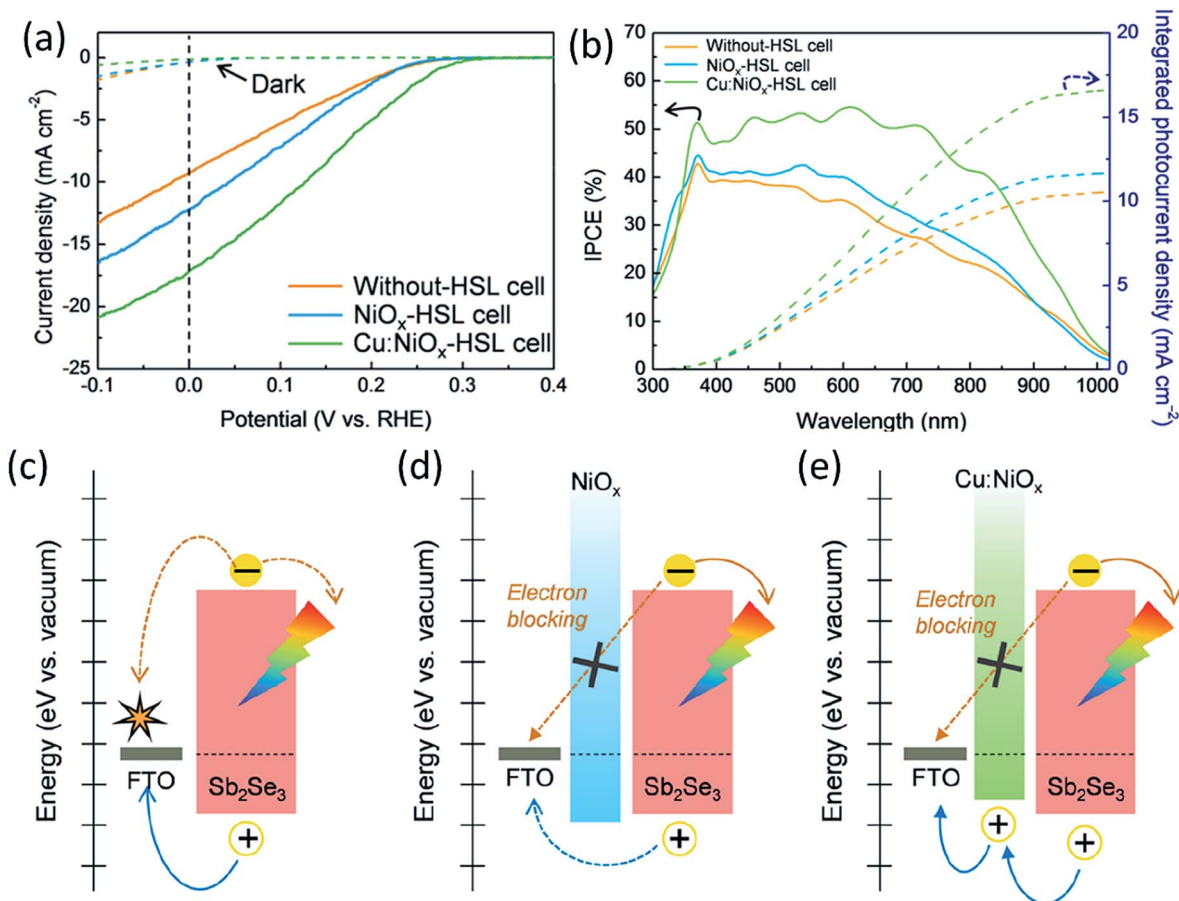 (a)
0
-5
-10
-15
-20
-25
Current density (mA cm⁻²)
Dark
Without-HSL cell
NiOₓ-HSL cell
Cu:NiOₓ-HSL cell
-0.1
0.0
0.1
0.2
0.3
0.4
Potential (V vs. RHE)
(b)
70
60
50
40
30
20
10
0
IPCE (%)
Without-HSL cell
NiOₓ-HSL cell
Cu:NiOₓ-HSL cell
20
15
10
5
0
Integrated photocurrent density (mA cm⁻²)
300
400
500
600
700
800
900
1000
Wavelength (nm)
(c)
Energy (eV vs. vacuum)
−
FTO
Sb₂Se₃
+
(d)
Energy (eV vs. vacuum)
NiOₓ
−
Electron
blocking
FTO
Sb₂Se₃
+
(e)
Energy (eV vs. vacuum)
Cu:NiOₓ
−
Electron
blocking
FTO
Sb₂Se₃
+
+